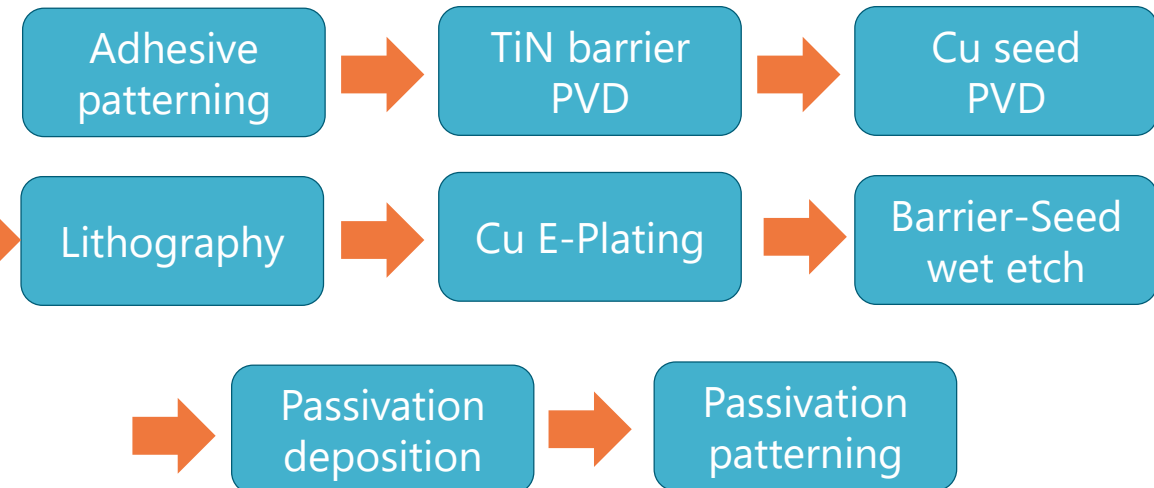 Adhesive
patterning
TiN barrier
PVD
Cu seed
PVD
Lithography
Cu E-Plating
Barrier-Seed
wet etch
Passivation
deposition
Passivation
patterning